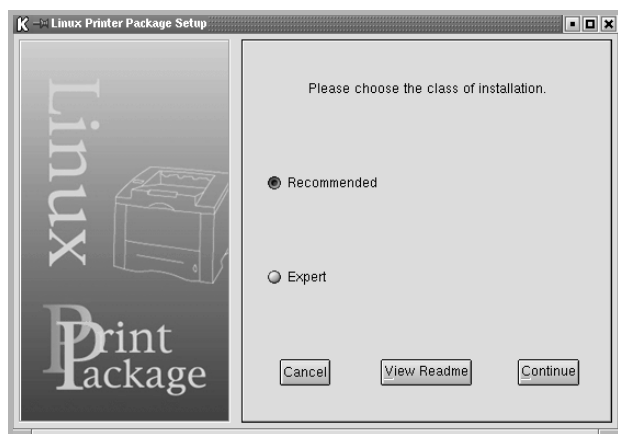 Linux Printer Package Setup
Linux
Print
Package
Please choose the class of installation.
Recommended
Expert
Cancel
View Readme
Continue